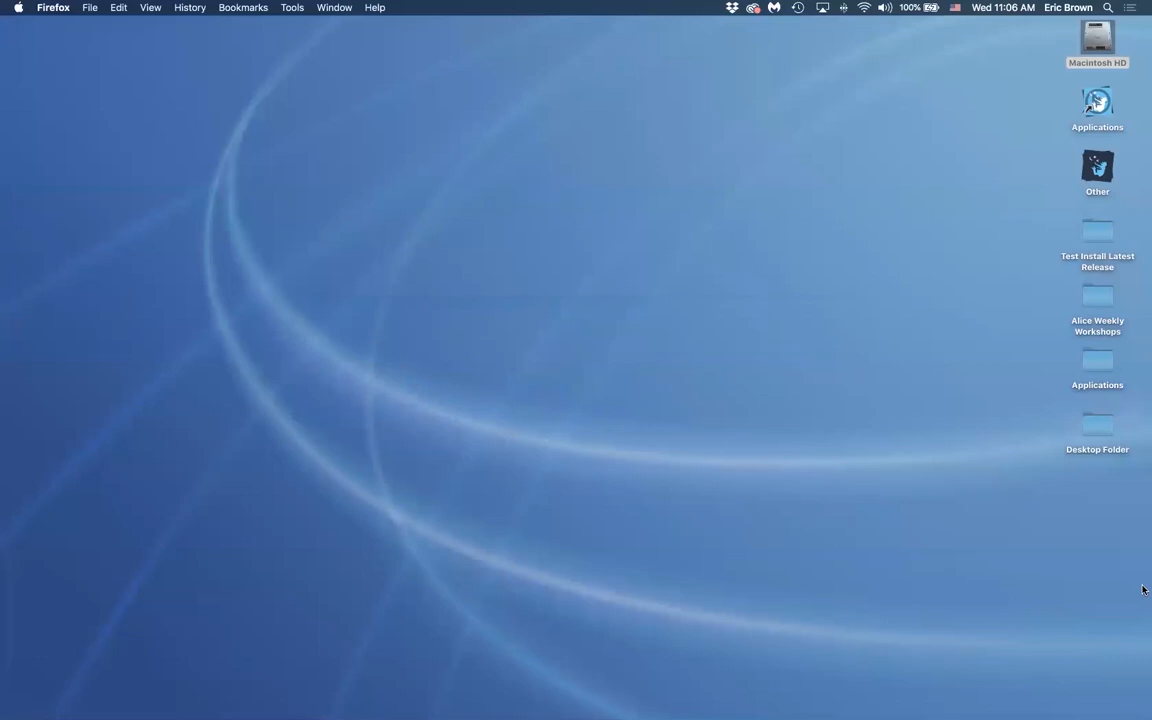 Firefox File Edit View History Bookmarks Tools Window Help 100% Wed 11:06 AM Eric Brown
Macintosh HD
Applications
Other
Test Install Latest
Release
Alice Weekly
Workshops
Applications
Desktop Folder